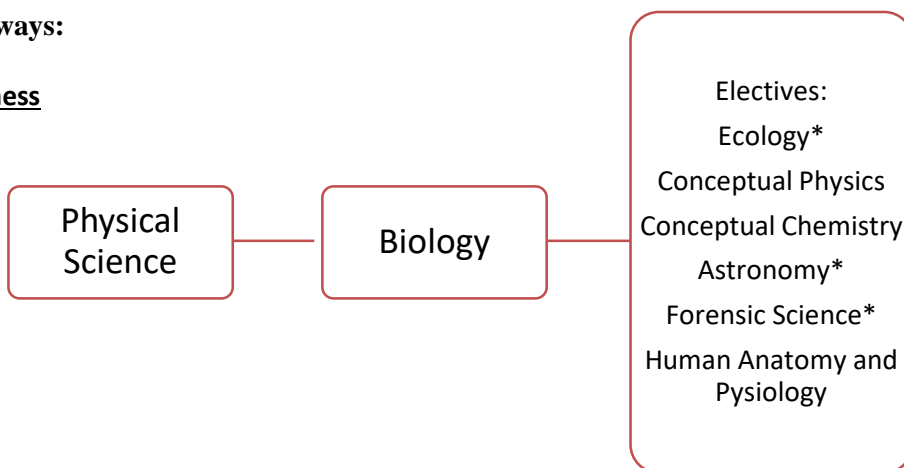 ways:
ness
Physical
Science
Biology
Electives:
Ecology*
Conceptual Physics
Conceptual Chemistry
Astronomy*
Forensic Science*
Human Anatomy and
Pysiology